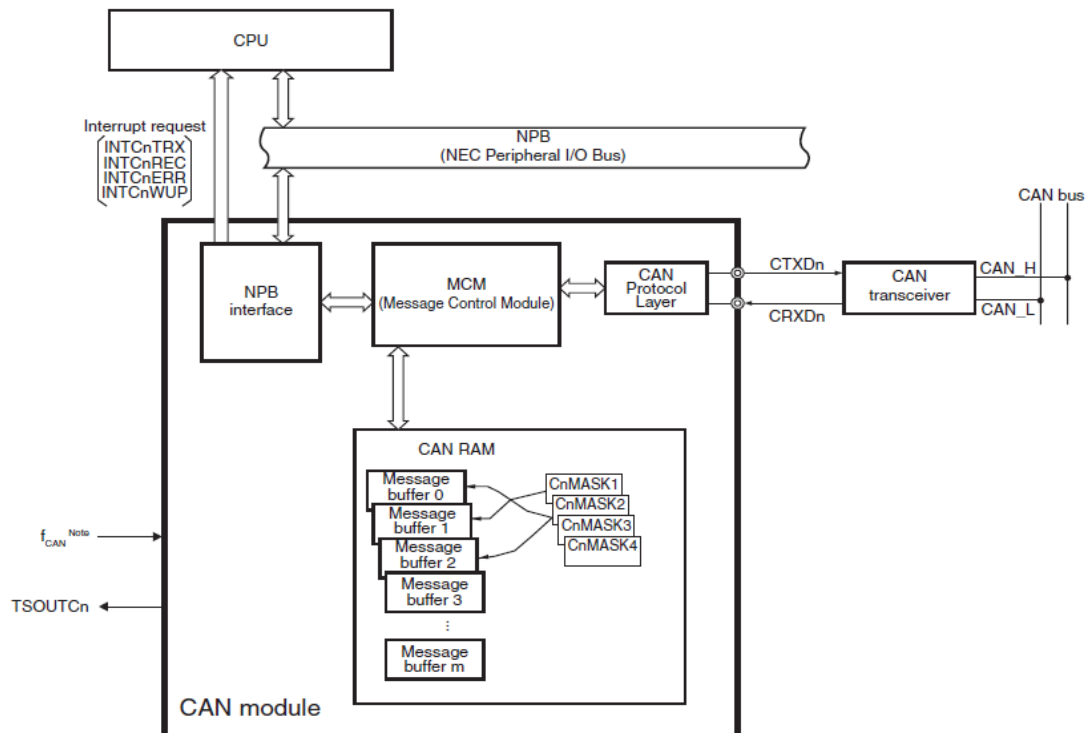 CPU
Interrupt request
INTCnTRX
INTCnREC
INTCnERR
INTCnWUP
NPB
(NEC Peripheral I/O Bus)
CAN bus
NPB
interface
MCM
(Message Control Module)
CAN
Protocol
Layer
CTXDn
CRXDn
CAN
transceiver
CAN_H
CAN_L
CAN RAM
Message
buffer 0
Message
buffer 1
Message
buffer 2
Message
buffer 3
⋮
Message
buffer m
CnMASK1
CnMASK2
CnMASK3
CnMASK4
fCAN Note
TSOUTCn
CAN module